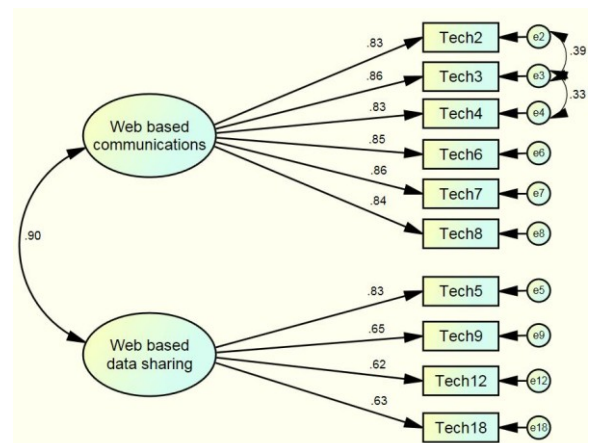 .83
Tech2
e2
.39
.86
Tech3
e3
.33
.83
Tech4
e4
Web based
communications
.85
Tech6
e6
.86
Tech7
e7
.84
Tech8
e8
.90
.83
Tech5
e5
.65
Tech9
e9
Web based
data sharing
.62
Tech12
e12
.63
Tech18
e18